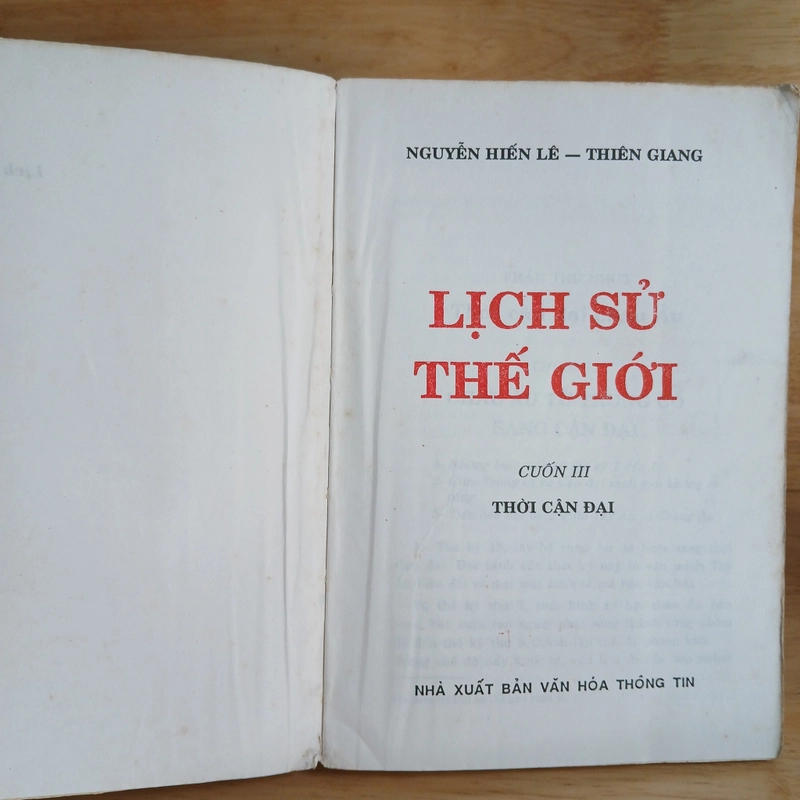 NGUYỄN HIẾN LÊ — THIÊN GIANG
LỊCH SỬ
THẾ GIỚI
CUỐN III
THỜI CẬN ĐẠI
NHÀ XUẤT BẢN VĂN HÓA THÔNG TIN